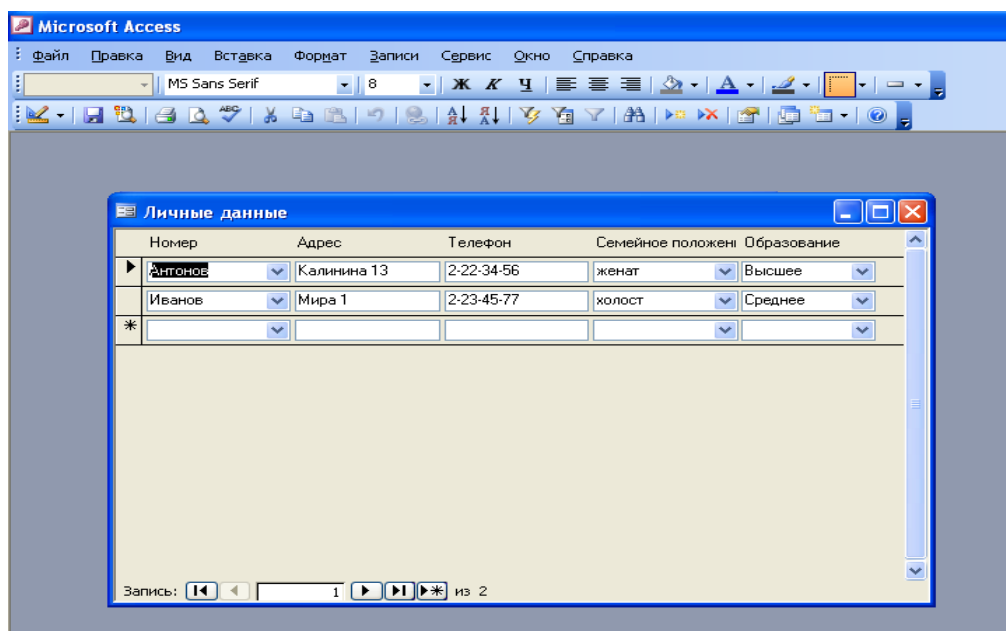 Microsoft Access
Файл Правка Вид Вставка Формат Записи Сервис Окно Справка
MS Sans Serif 8 Ж К Ч
Личные данные
Номер Адрес Телефон Семейное положени Образование
Антонов Калинина 13 2-22-34-56 женат Высшее
Иванов Мира 1 2-23-45-77 холост Среднее
Запись: 1 из 2